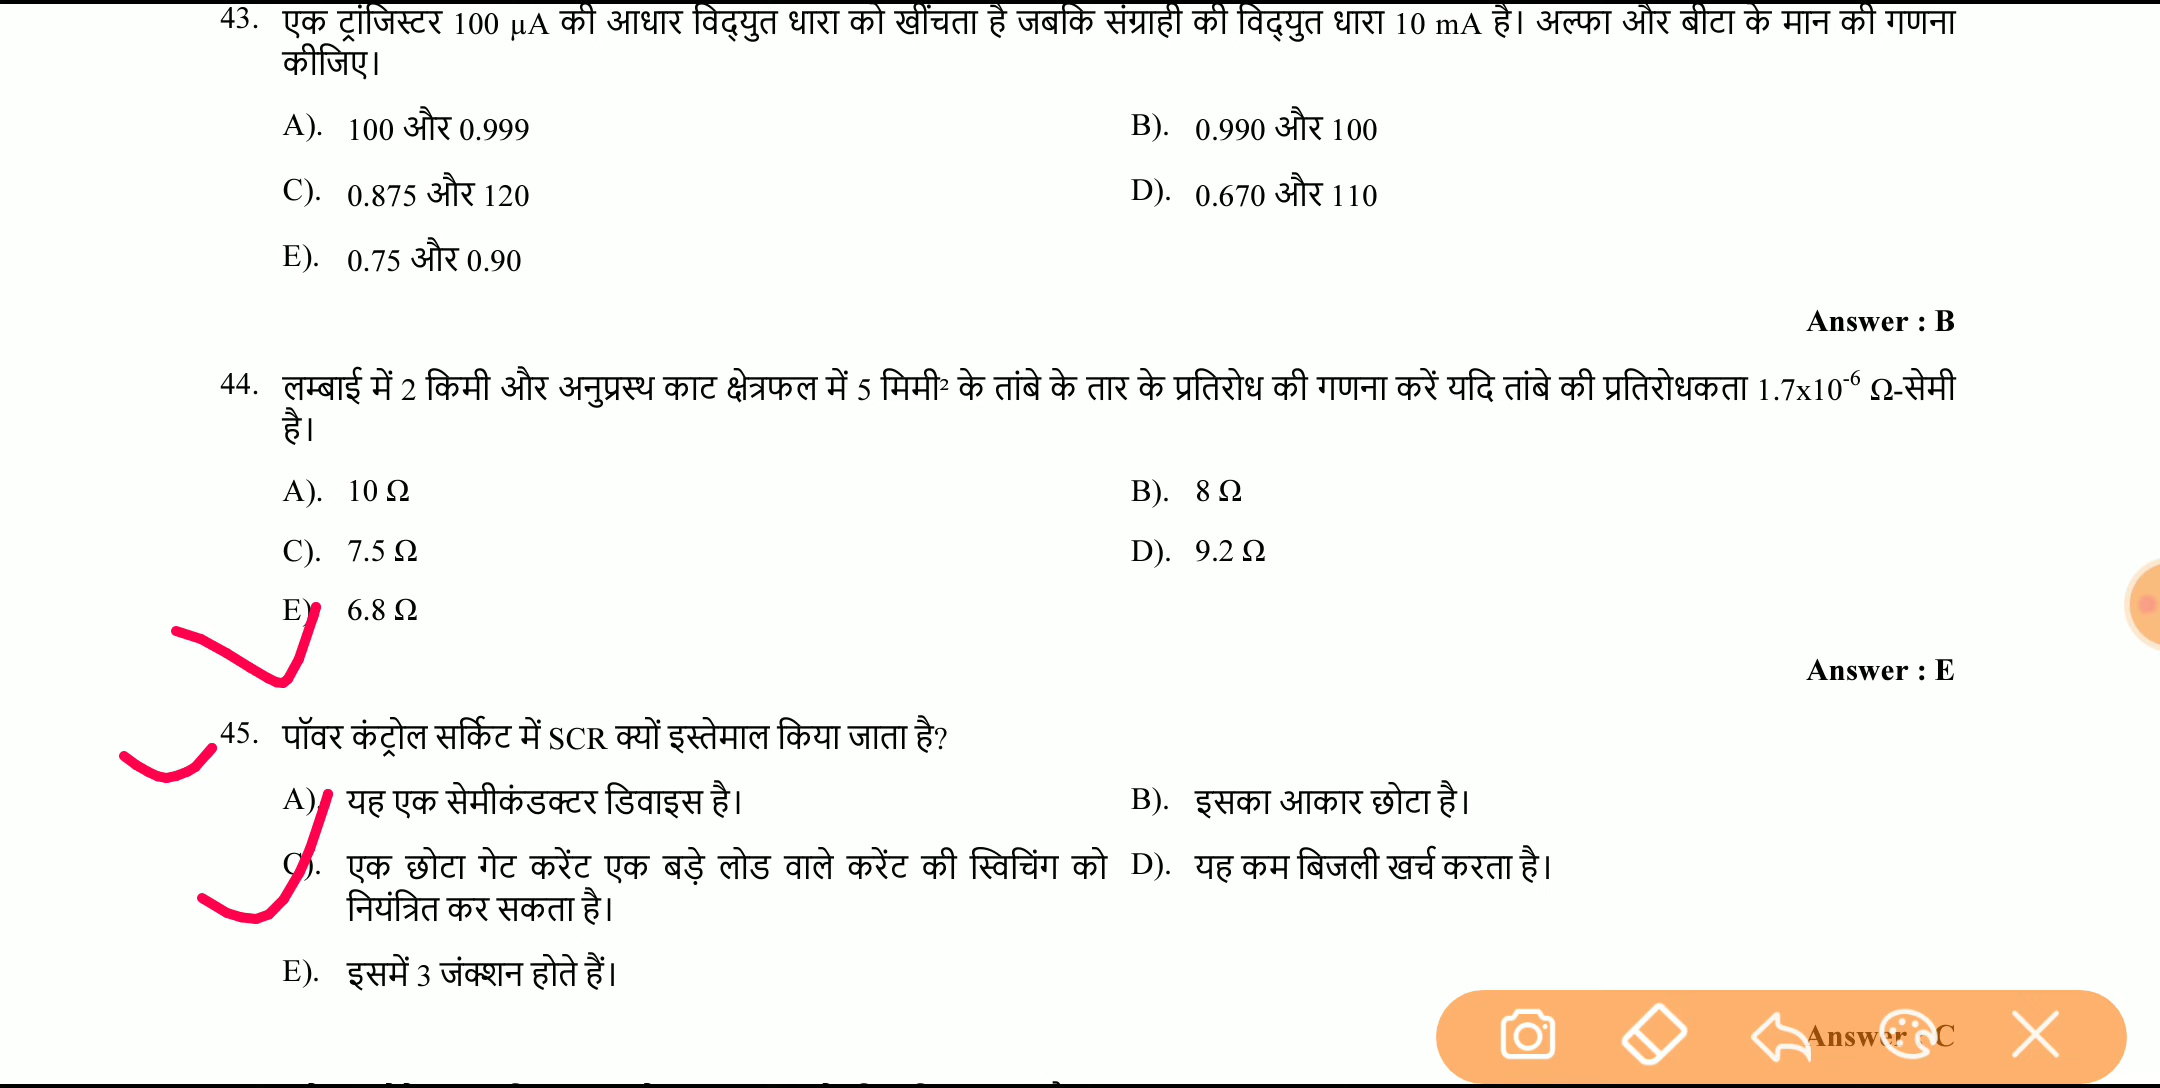 43. एक ट्रांजिस्टर 100 µA की आधार विद्युत धारा को खींचता है जबकि संग्राही की विद्युत धारा 10 mA है। अल्फा और बीटा के मान की गणना
कीजिए।
A). 100 और 0.999 B). 0.990 और 100
C). 0.875 और 120 D). 0.670 और 110
E). 0.75 और 0.90
Answer : B
44. लम्बाई में 2 किमी और अनुप्रस्थ काट क्षेत्रफल में 5 मिमी² के तांबे के तार के प्रतिरोध की गणना करें यदि तांबे की प्रतिरोधकता 1.7x10⁻⁶ Ω-सेमी
है।
A). 10 Ω B). 8 Ω
C). 7.5 Ω D). 9.2 Ω
E). 6.8 Ω
Answer : E
45. पॉवर कंट्रोल सर्किट में SCR क्यों इस्तेमाल किया जाता है?
A). यह एक सेमीकंडक्टर डिवाइस है। B). इसका आकार छोटा है।
C). एक छोटा गेट करेंट एक बड़े लोड वाले करेंट की स्विचिंग को D). यह कम बिजली खर्च करता है।
नियंत्रित कर सकता है।
E). इसमें 3 जंक्शन होते हैं।
Answer : C